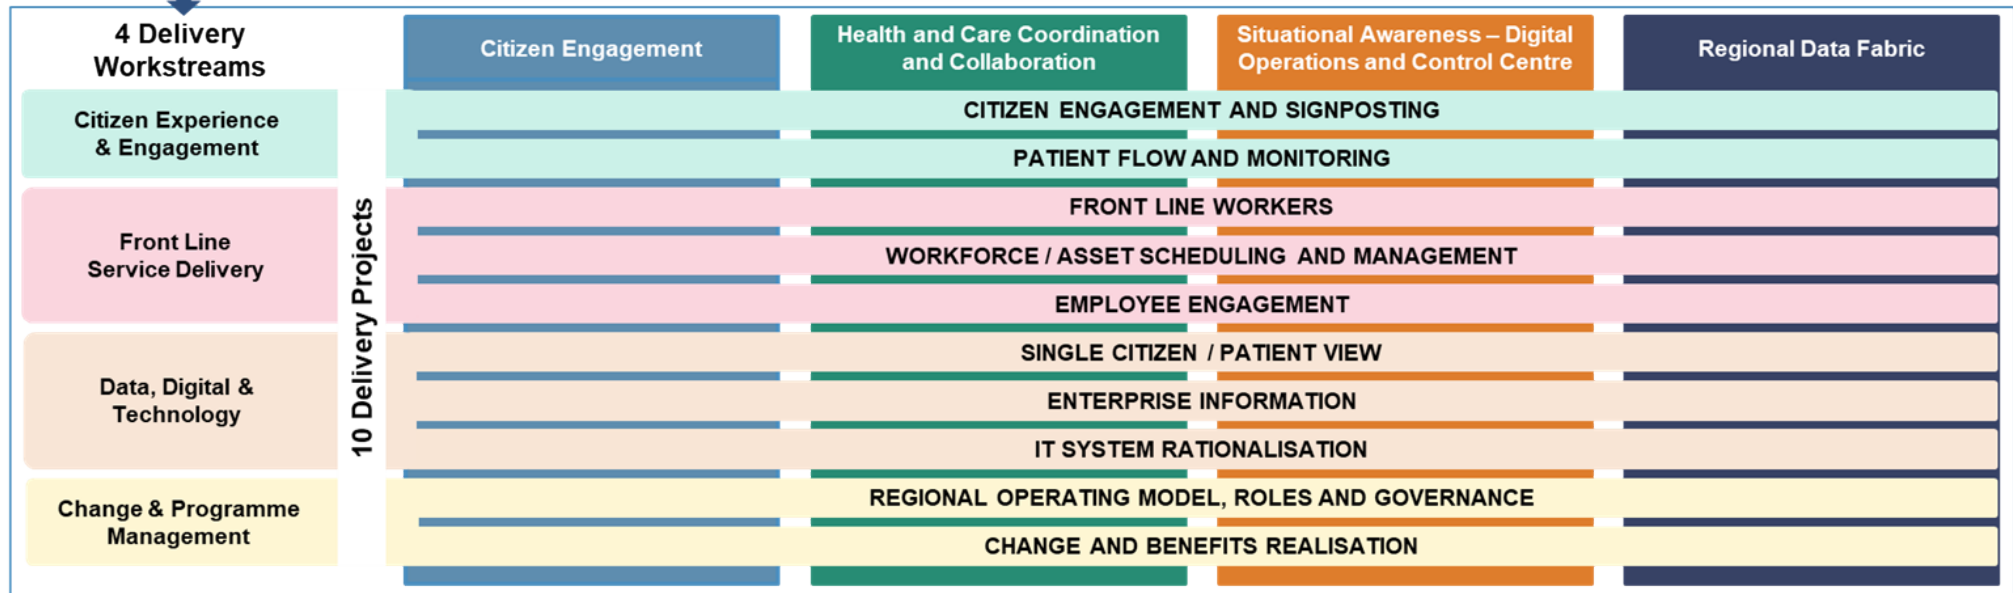 4 Delivery
Workstreams
Citizen Engagement
Health and Care Coordination
and Collaboration
Situational Awareness – Digital
Operations and Control Centre
Regional Data Fabric
Citizen Experience
& Engagement
10 Delivery Projects
CITIZEN ENGAGEMENT AND SIGNPOSTING
PATIENT FLOW AND MONITORING
Front Line
Service Delivery
FRONT LINE WORKERS
WORKFORCE / ASSET SCHEDULING AND MANAGEMENT
EMPLOYEE ENGAGEMENT
Data, Digital &
Technology
SINGLE CITIZEN / PATIENT VIEW
ENTERPRISE INFORMATION
IT SYSTEM RATIONALISATION
Change & Programme
Management
REGIONAL OPERATING MODEL, ROLES AND GOVERNANCE
CHANGE AND BENEFITS REALISATION